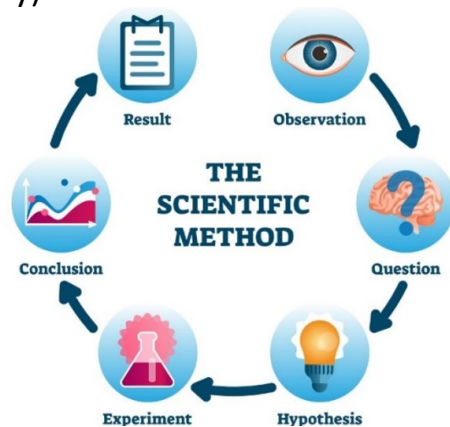 THE
SCIENTIFIC
METHOD
Observation
Question
Hypothesis
Experiment
Conclusion
Result